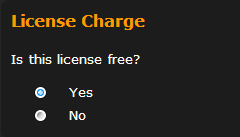 License Charge
Is this license free?
Yes
No